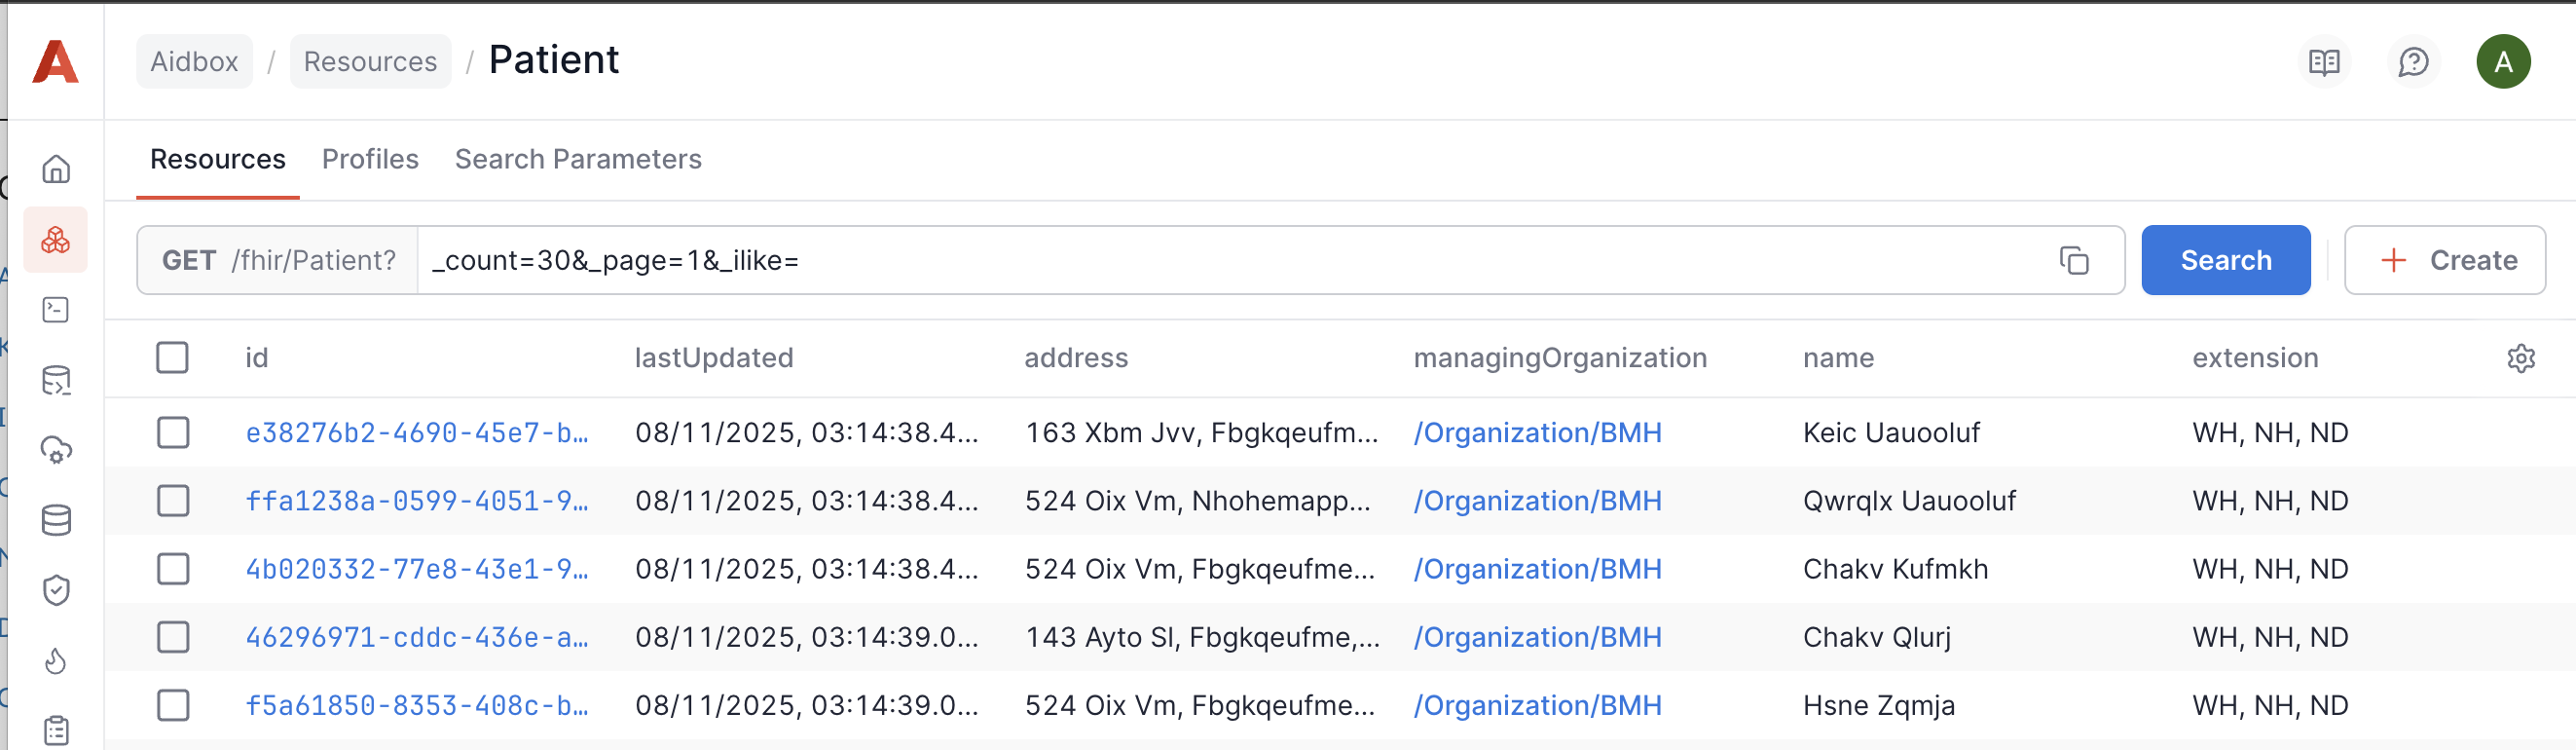 Aidbox / Resources / Patient
A
Resources Profiles Search Parameters
GET /fhir/Patient? _count=30&_page=1&_ilike= Search Create
id lastUpdated address managingOrganization name extension
e38276b2-4690-45e7-b… 08/11/2025, 03:14:38.4… 163 Xbm Jvv, Fbgkqeufm… /Organization/BMH Keic Uauooluf WH, NH, ND
ffa1238a-0599-4051-9… 08/11/2025, 03:14:38.4… 524 Oix Vm, Nhohemapp… /Organization/BMH Qwrqlx Uauooluf WH, NH, ND
4b020332-77e8-43e1-9… 08/11/2025, 03:14:38.4… 524 Oix Vm, Fbgkqeufme… /Organization/BMH Chakv Kufmkh WH, NH, ND
46296971-cddc-436e-a… 08/11/2025, 03:14:39.0… 143 Ayto Sl, Fbgkqeufme,… /Organization/BMH Chakv Qlurj WH, NH, ND
f5a61850-8353-408c-b… 08/11/2025, 03:14:39.0… 524 Oix Vm, Fbgkqeufme… /Organization/BMH Hsne Zqmja WH, NH, ND